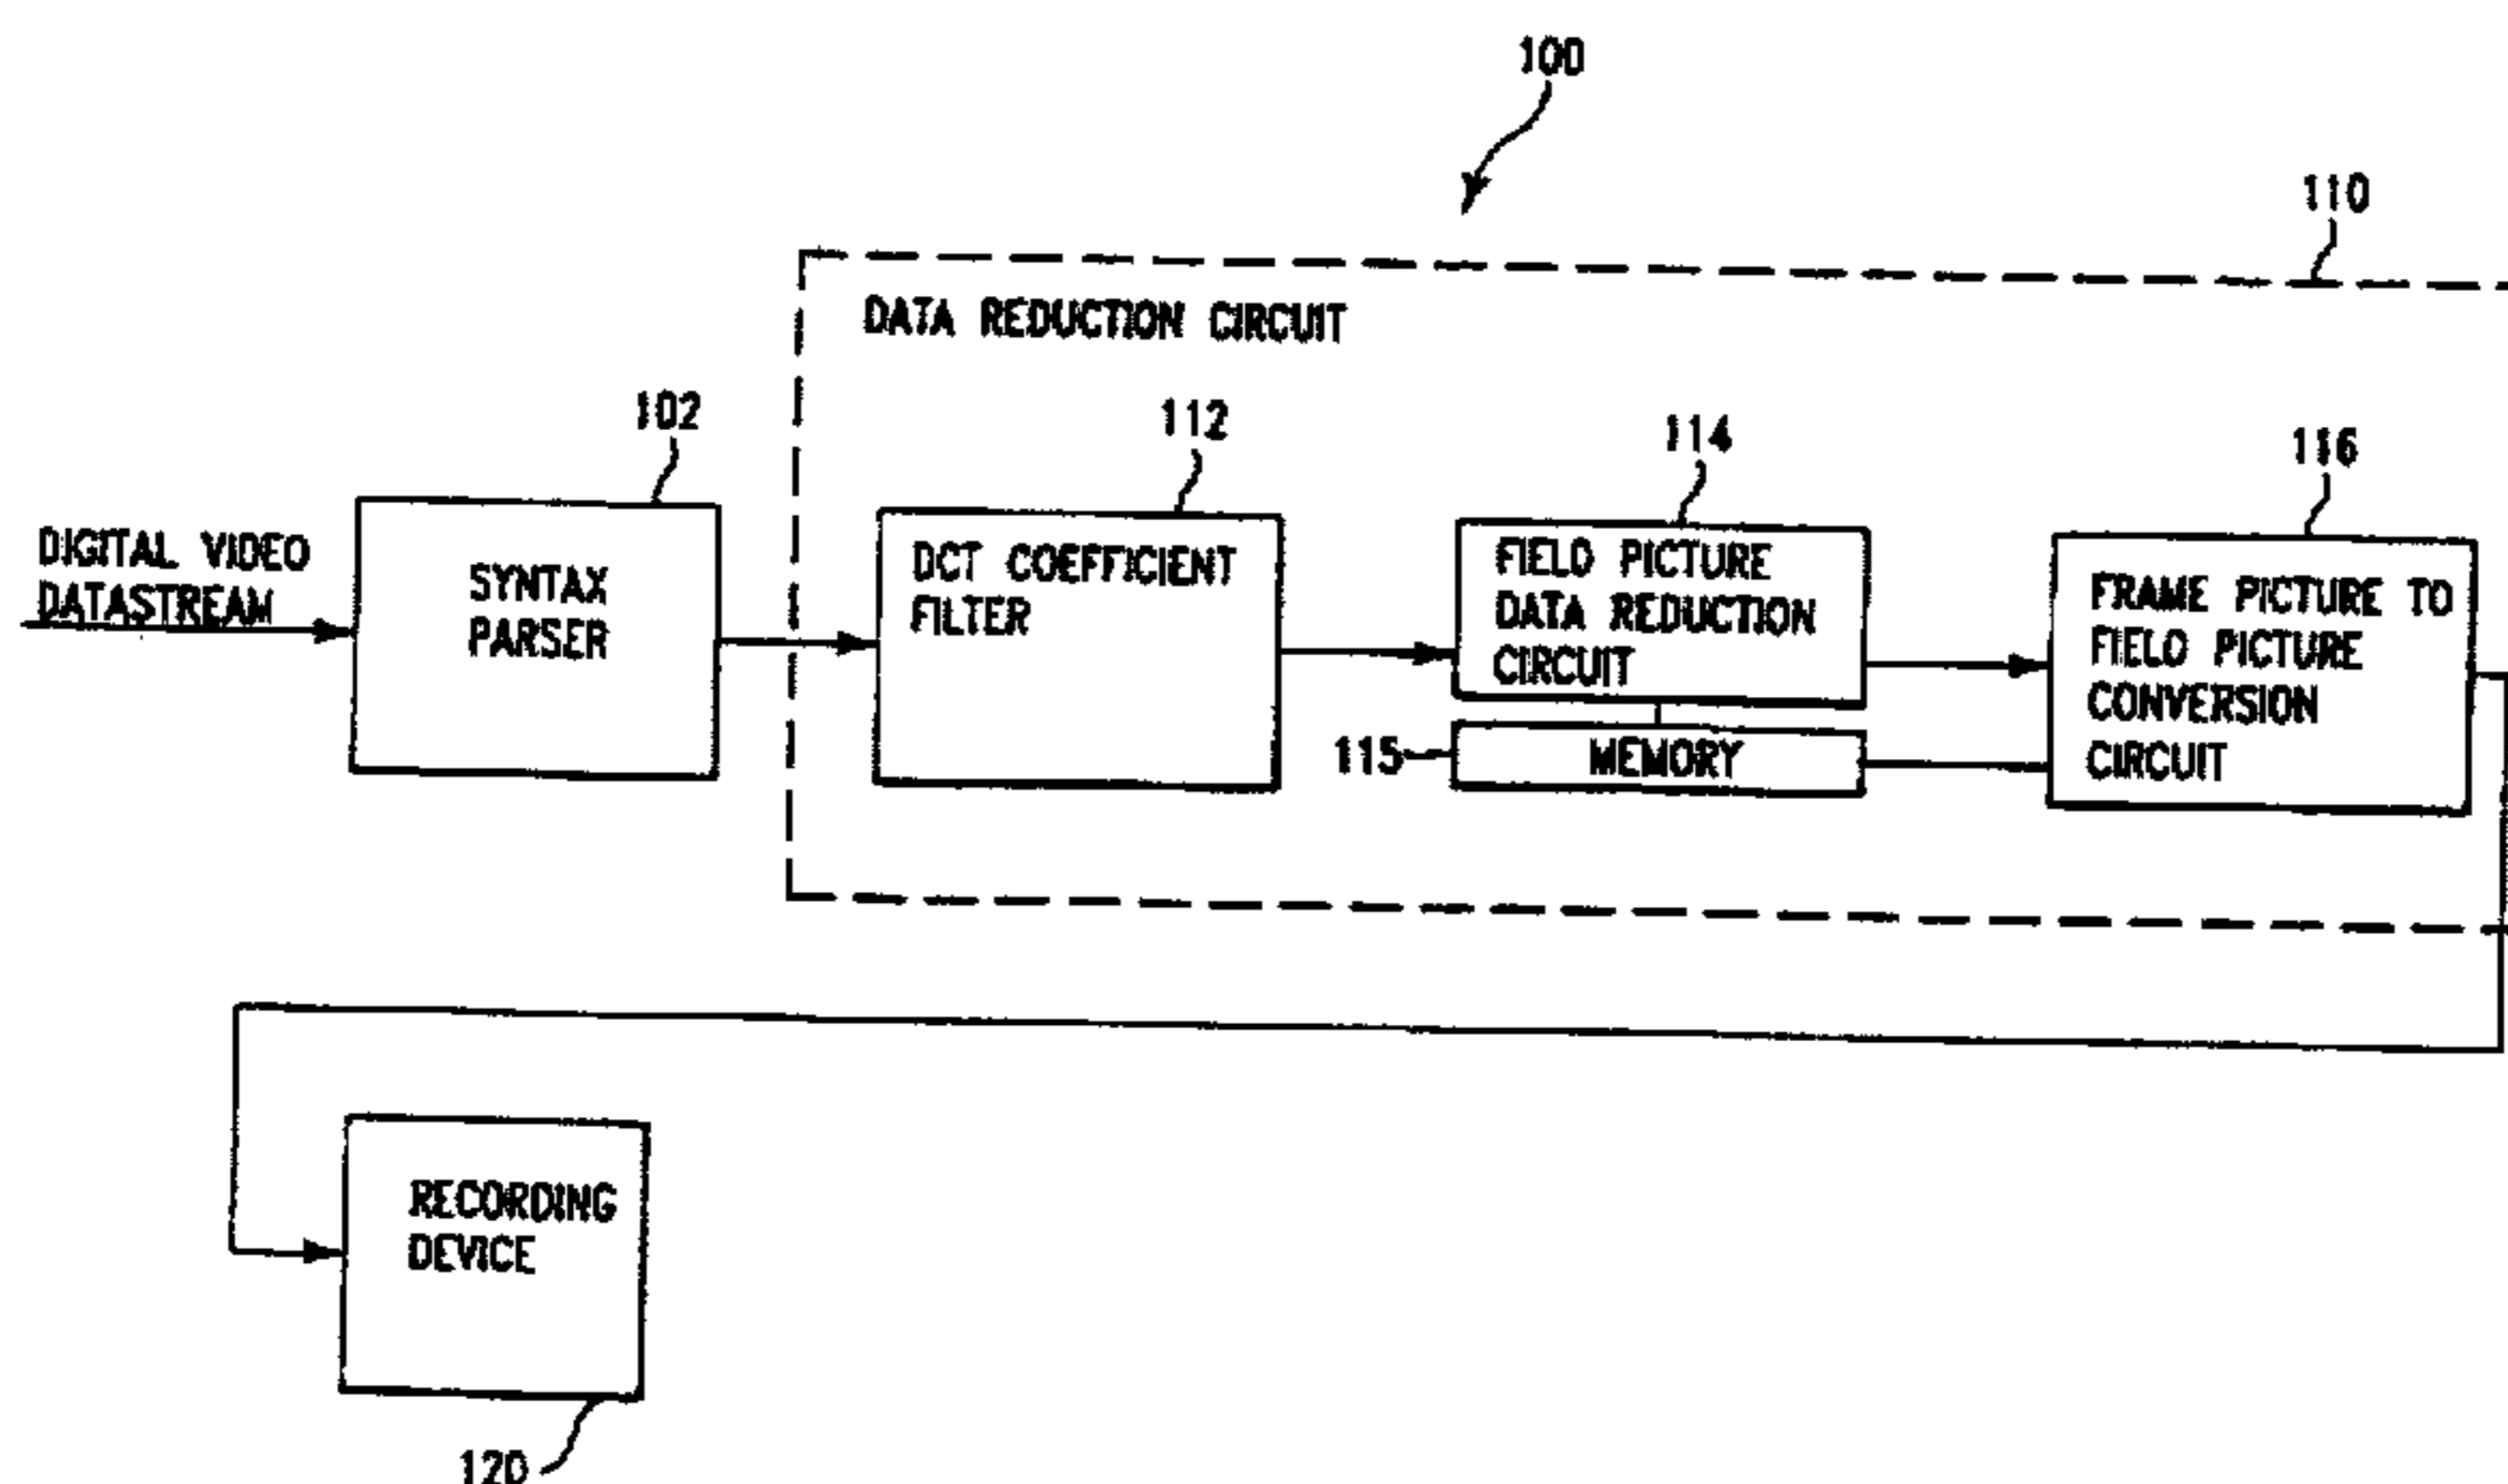 100
110
DATA REDUCTION CIRCUIT
102
112
114
116
DIGITAL VIDEO
DATASTREAM
SYNTAX
PARSER
DCT COEFFICIENT
FILTER
FIELD PICTURE
DATA REDUCTION
CIRCUIT
115
MEMORY
FRAME PICTURE TO
FIELD PICTURE
CONVERSION
CIRCUIT
RECORDING
DEVICE
120